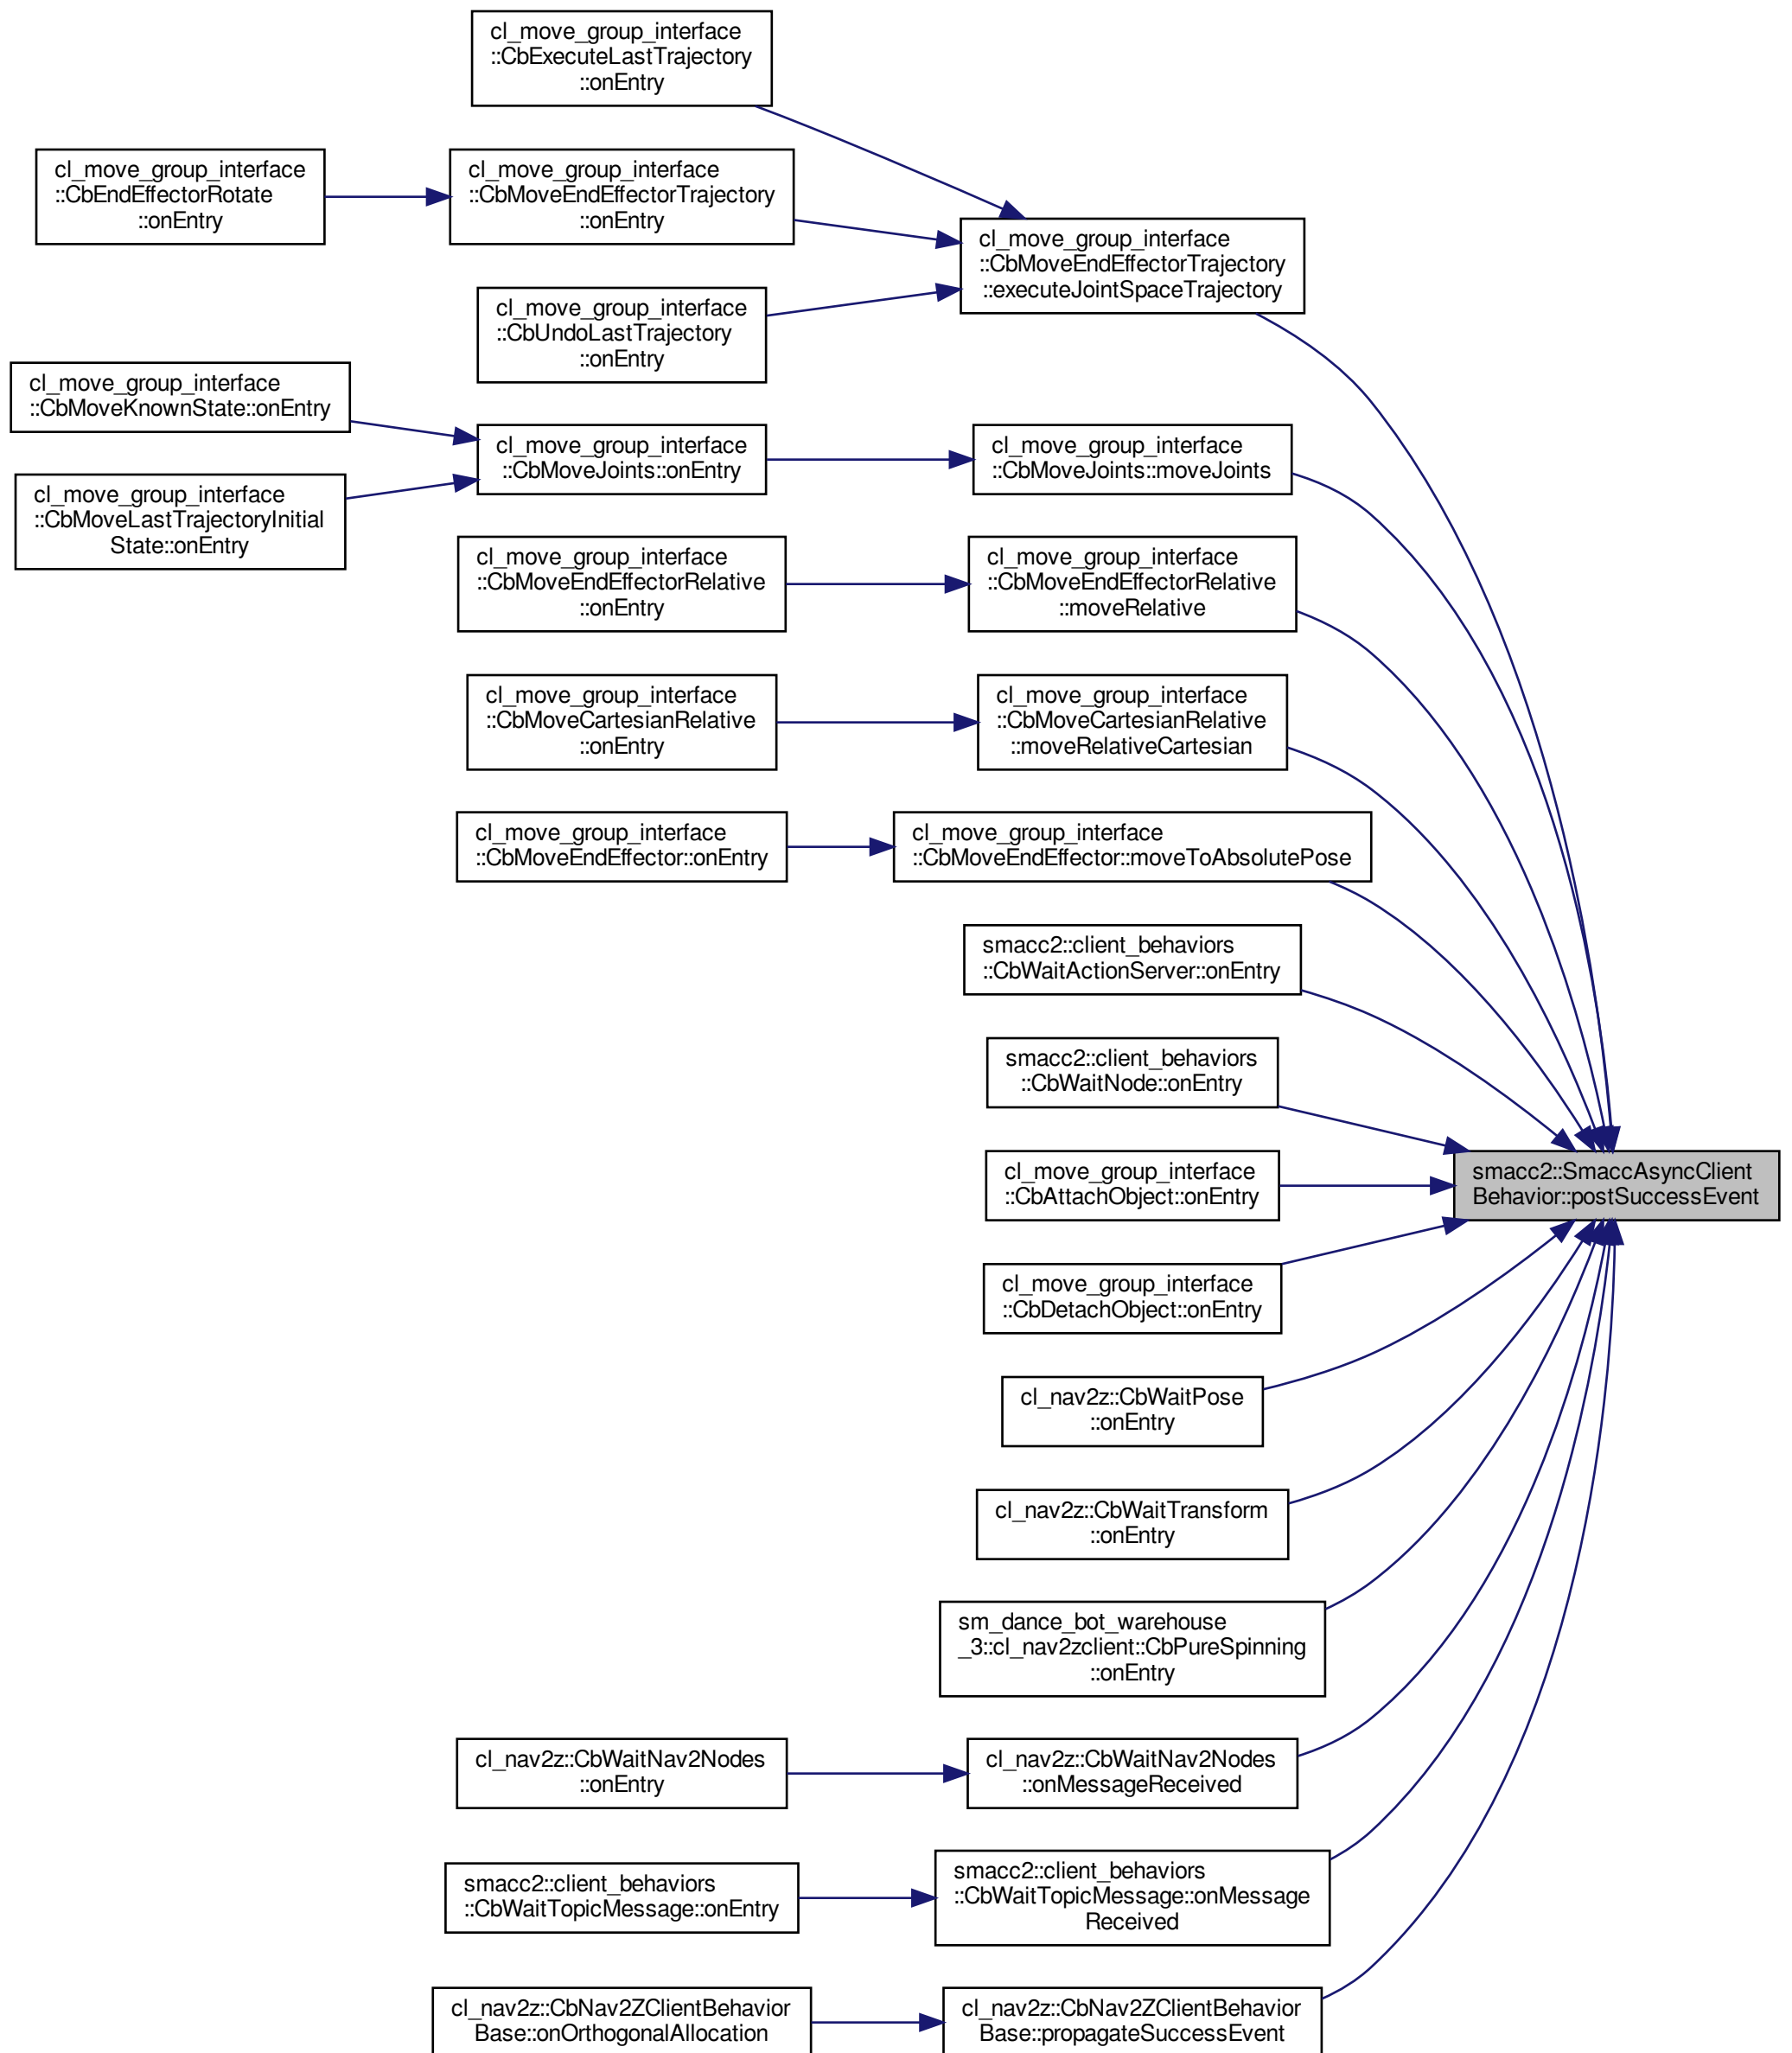 cl_move_group_interface
::CbExecuteLastTrajectory
::onEntry
cl_move_group_interface
::CbEndEffectorRotate
::onEntry
cl_move_group_interface
::CbMoveEndEffectorTrajectory
::onEntry
cl_move_group_interface
::CbMoveEndEffectorTrajectory
::executeJointSpaceTrajectory
cl_move_group_interface
::CbUndoLastTrajectory
::onEntry
cl_move_group_interface
::CbMoveKnownState::onEntry
cl_move_group_interface
::CbMoveJoints::onEntry
cl_move_group_interface
::CbMoveJoints::moveJoints
cl_move_group_interface
::CbMoveLastTrajectoryInitial
State::onEntry
cl_move_group_interface
::CbMoveEndEffectorRelative
::onEntry
cl_move_group_interface
::CbMoveEndEffectorRelative
::moveRelative
cl_move_group_interface
::CbMoveCartesianRelative
::onEntry
cl_move_group_interface
::CbMoveCartesianRelative
::moveRelativeCartesian
cl_move_group_interface
::CbMoveEndEffector::onEntry
cl_move_group_interface
::CbMoveEndEffector::moveToAbsolutePose
smacc2::client_behaviors
::CbWaitActionServer::onEntry
smacc2::client_behaviors
::CbWaitNode::onEntry
cl_move_group_interface
::CbAttachObject::onEntry
smacc2::SmaccAsyncClient
Behavior::postSuccessEvent
cl_move_group_interface
::CbDetachObject::onEntry
cl_nav2z::CbWaitPose
::onEntry
cl_nav2z::CbWaitTransform
::onEntry
sm_dance_bot_warehouse
_3::cl_nav2zclient::CbPureSpinning
::onEntry
cl_nav2z::CbWaitNav2Nodes
::onEntry
cl_nav2z::CbWaitNav2Nodes
::onMessageReceived
smacc2::client_behaviors
::CbWaitTopicMessage::onEntry
smacc2::client_behaviors
::CbWaitTopicMessage::onMessage
Received
cl_nav2z::CbNav2ZClientBehavior
Base::onOrthogonalAllocation
cl_nav2z::CbNav2ZClientBehavior
Base::propagateSuccessEvent